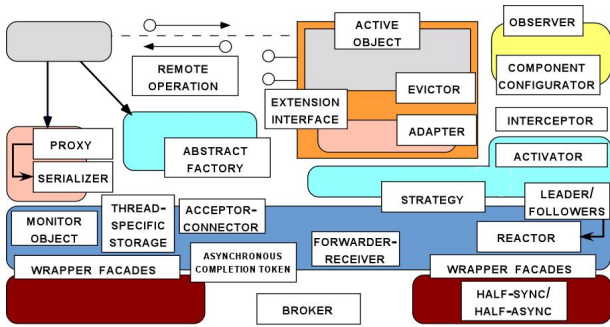 ACTIVE
OBJECT
OBSERVER
REMOTE
OPERATION
COMPONENT
CONFIGURATOR
EVICTOR
EXTENSION
INTERFACE
ADAPTER
INTERCEPTOR
PROXY
ABSTRACT
FACTORY
ACTIVATOR
SERIALIZER
STRATEGY
LEADER/
FOLLOWERS
MONITOR
OBJECT
THREAD-
SPECIFIC
STORAGE
ACCEPTOR-
CONNECTOR
REACTOR
FORWARDER-
RECEIVER
ASYNCHRONOUS
COMPLETION TOKEN
WRAPPER FACADES
WRAPPER FACADES
BROKER
HALF-SYNC/
HALF-ASYNC